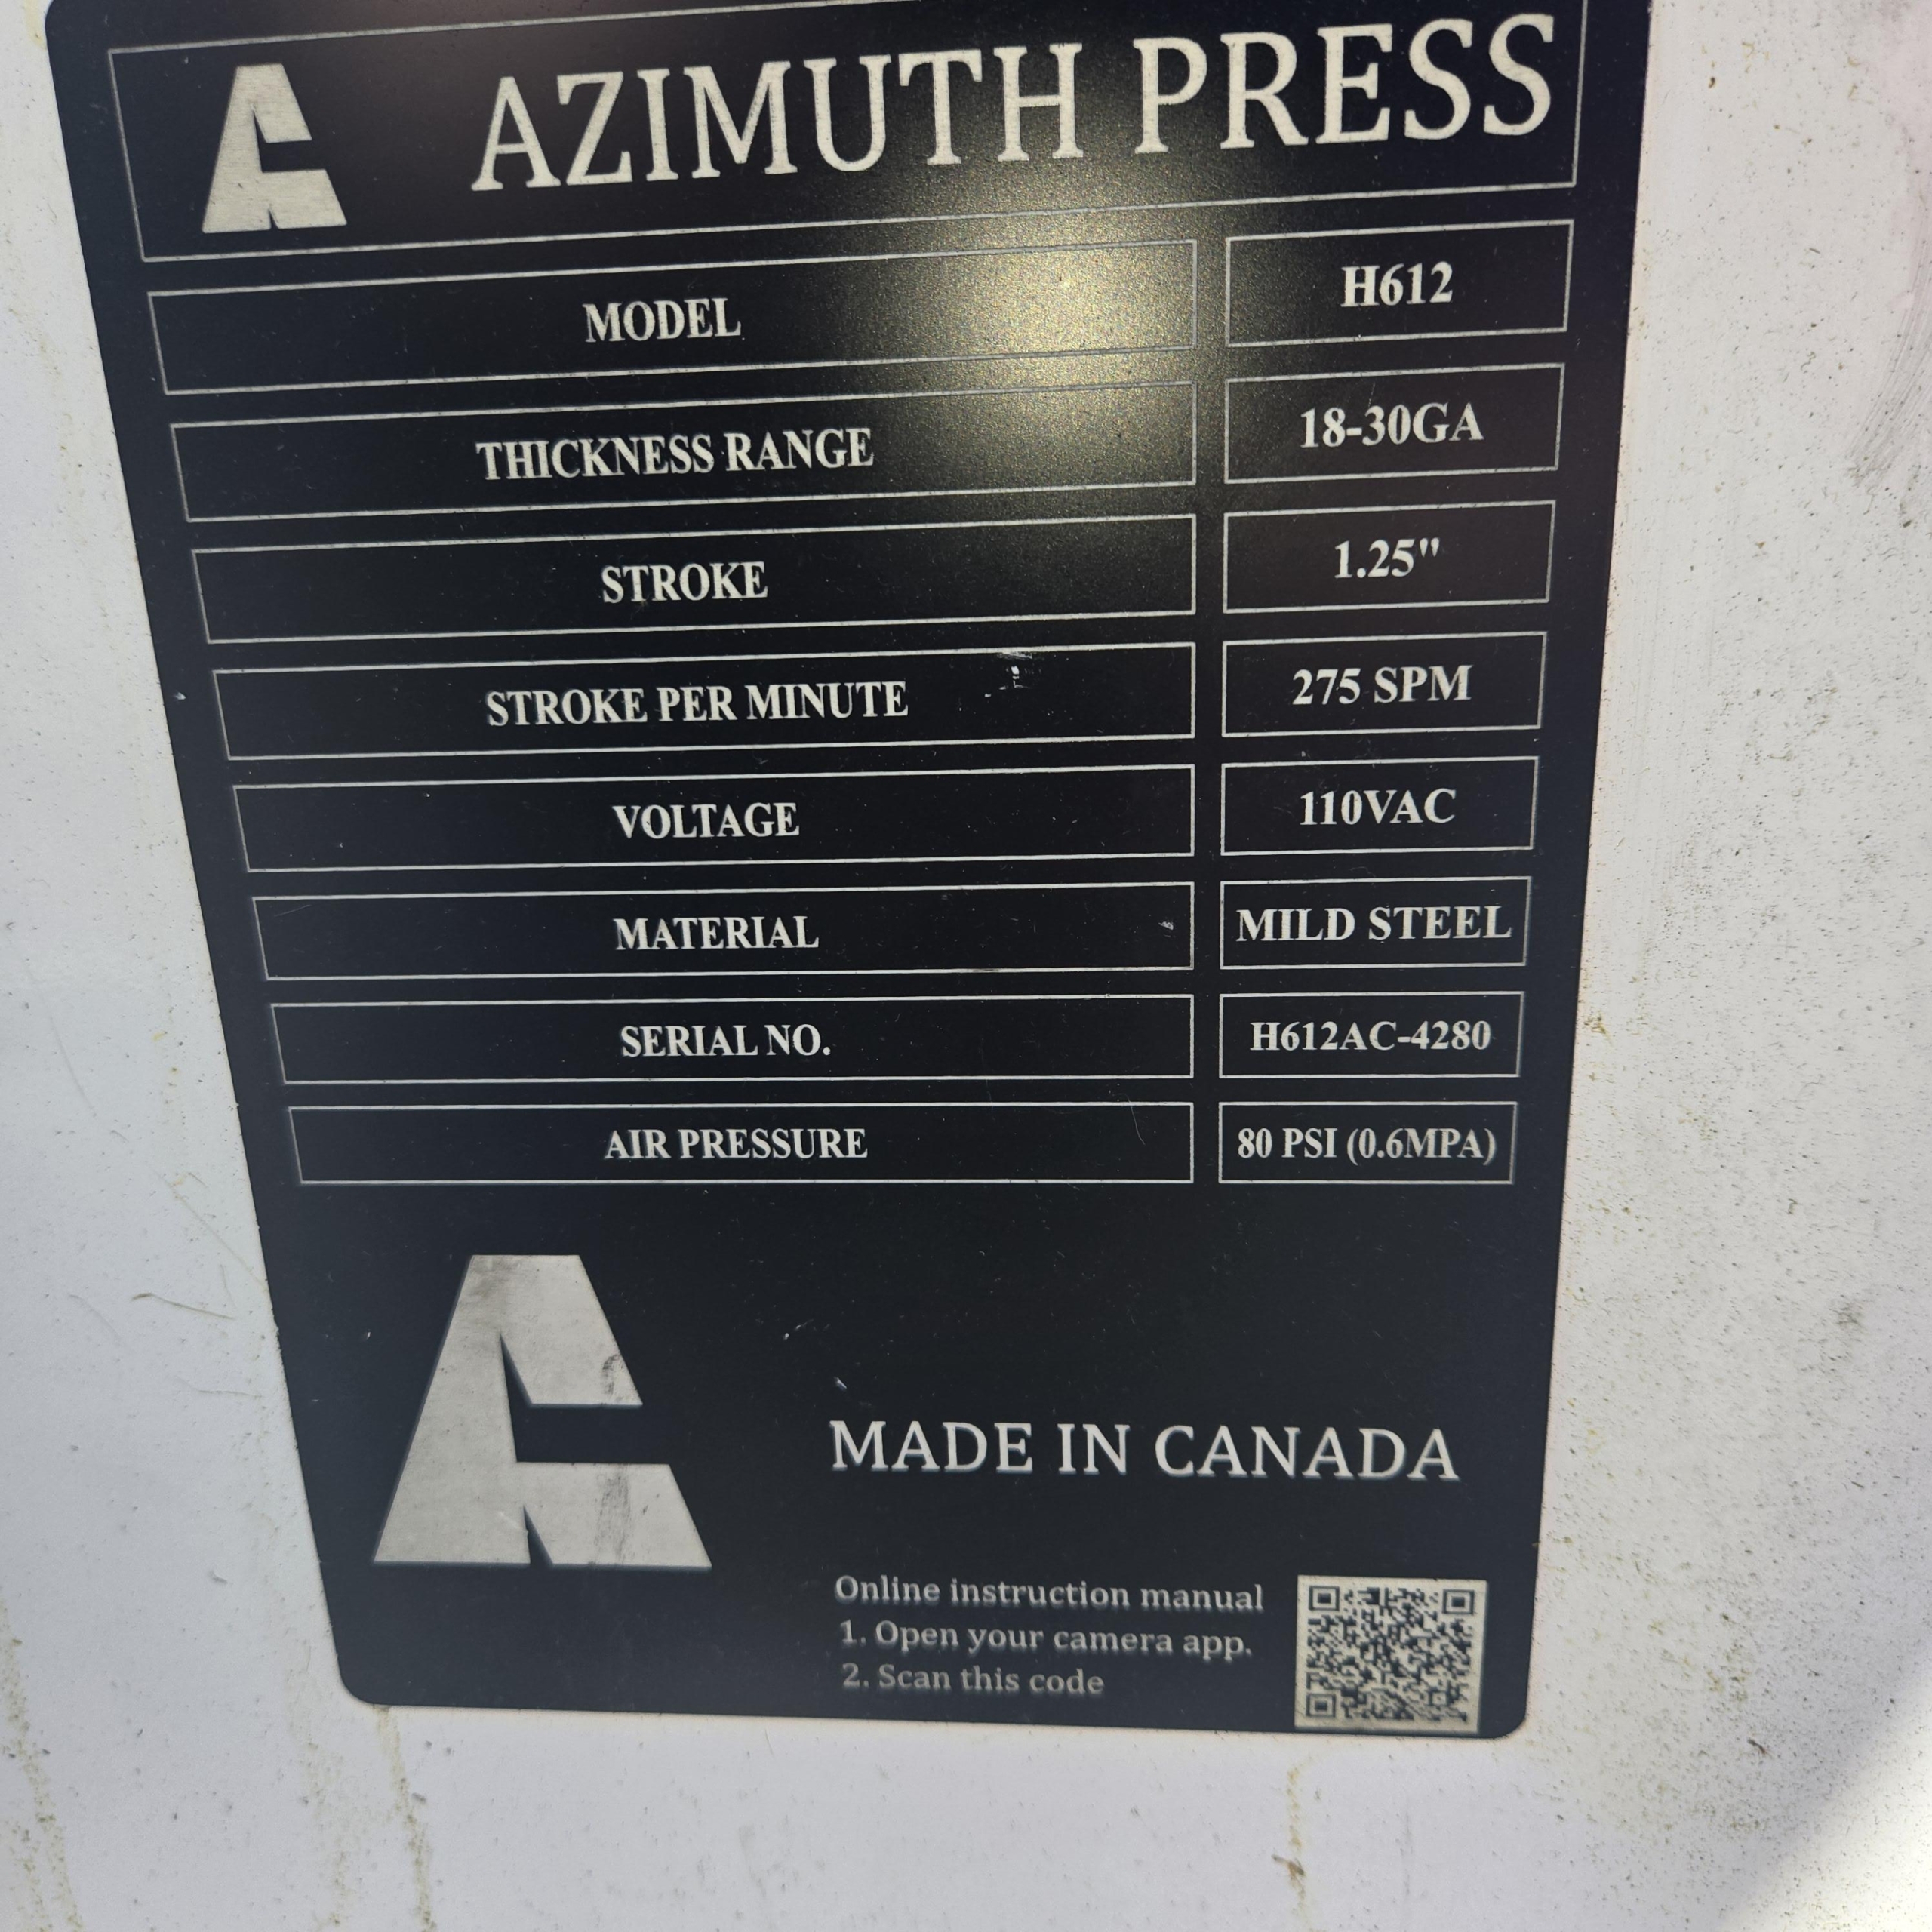 AZIMUTH PRESS
MODEL H612
THICKNESS RANGE 18-30GA
STROKE 1.25"
STROKE PER MINUTE 275 SPM
VOLTAGE 110VAC
MATERIAL MILD STEEL
SERIAL NO. H612AC-4280
AIR PRESSURE 80 PSI (0.6MPA)
MADE IN CANADA
Online instruction manual
1. Open your camera app.
2. Scan this code